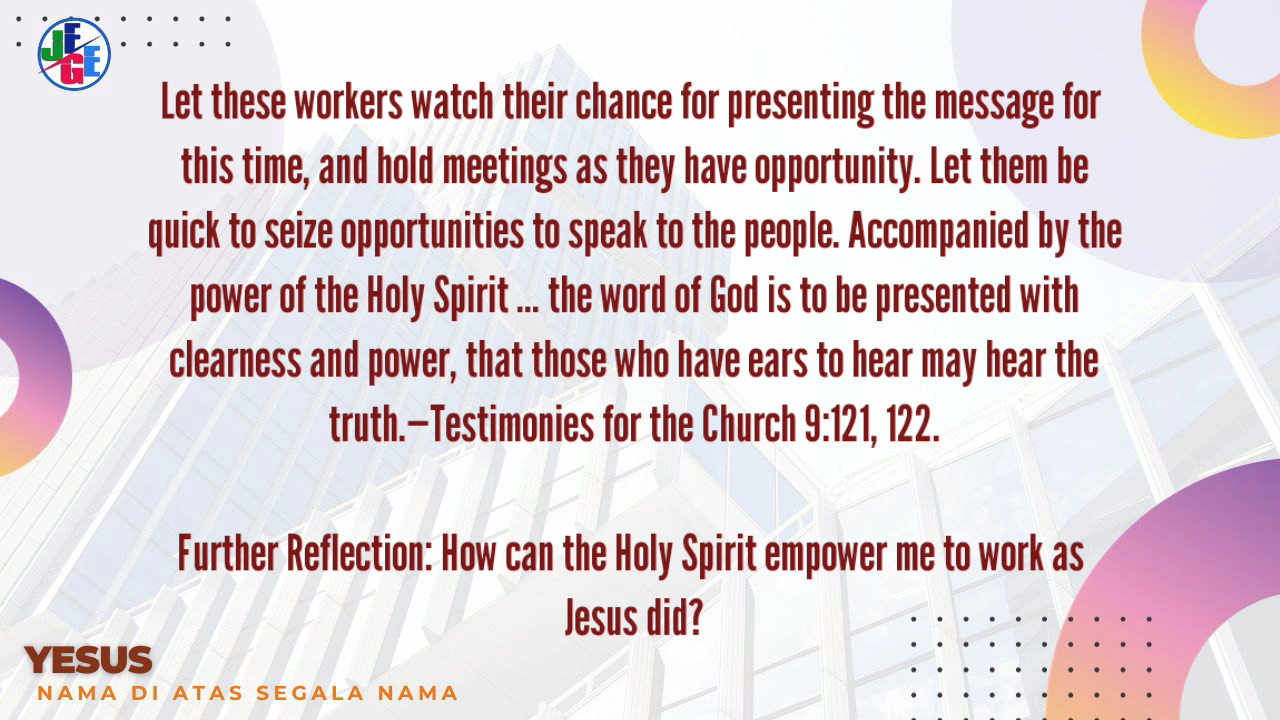 JFGE
Let these workers watch their chance for presenting the message for
this time, and hold meetings as they have opportunity. Let them be
quick to seize opportunities to speak to the people. Accompanied by the
power of the Holy Spirit ... the word of God is to be presented with
clearness and power, that those who have ears to hear may hear the
truth.—Testimonies for the Church 9:121, 122.
Further Reflection: How can the Holy Spirit empower me to work as
Jesus did?
YESUS
NAMA DI ATAS SEGALA NAMA